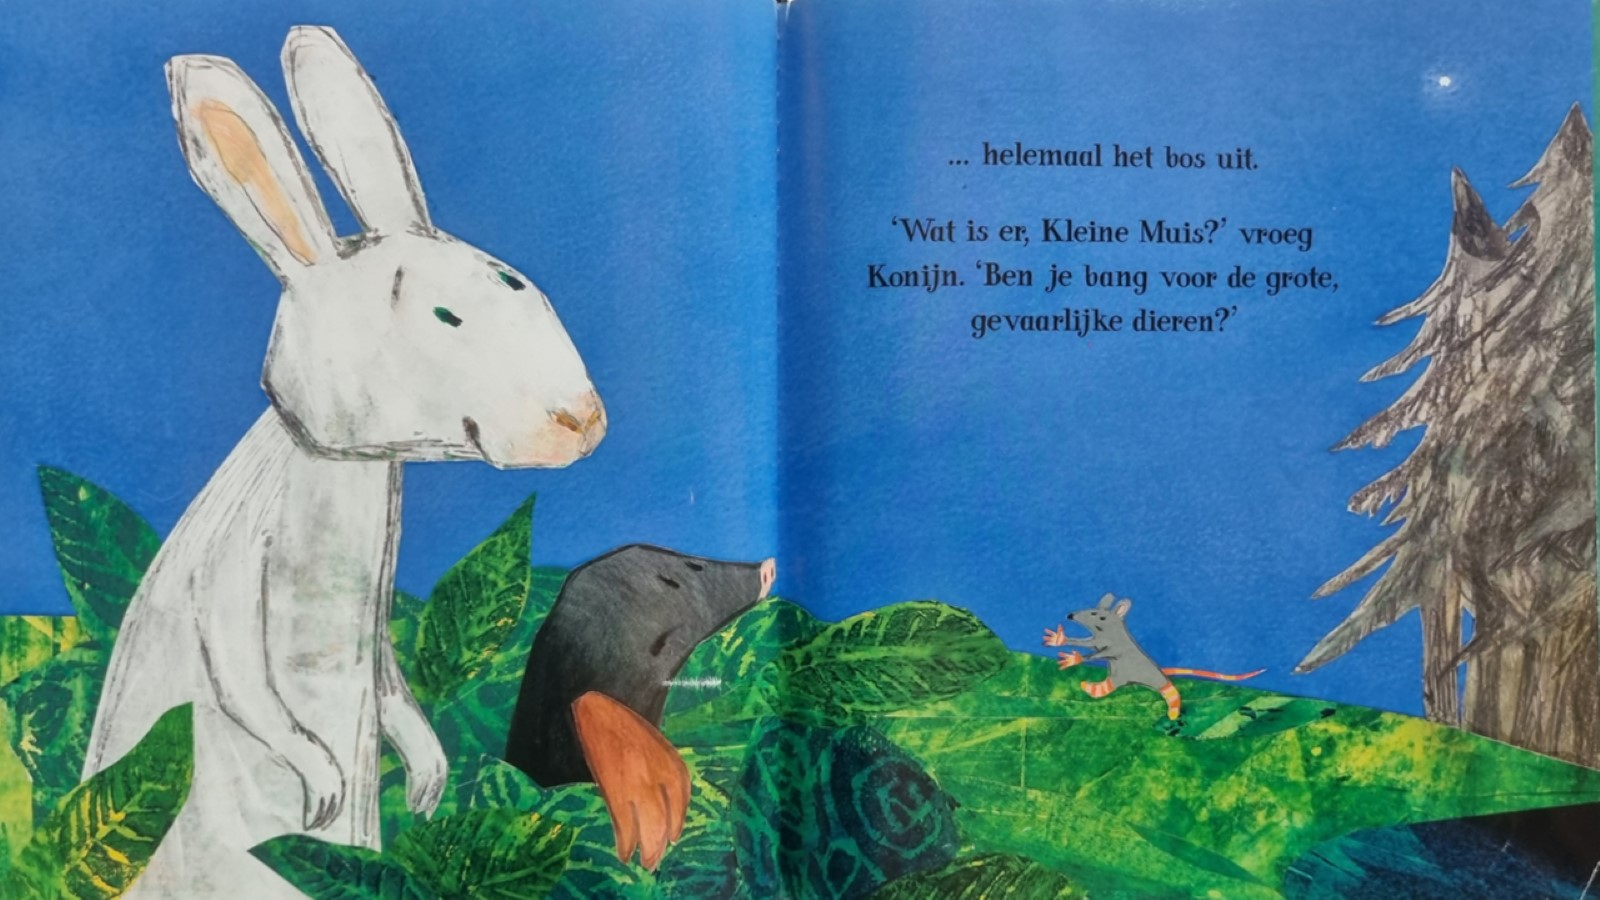 ... helemaal het bos uit.
‘Wat is er, Kleine Muis?’ vroeg
Konijn. ‘Ben je bang voor de grote,
gevaarlijke dieren?’